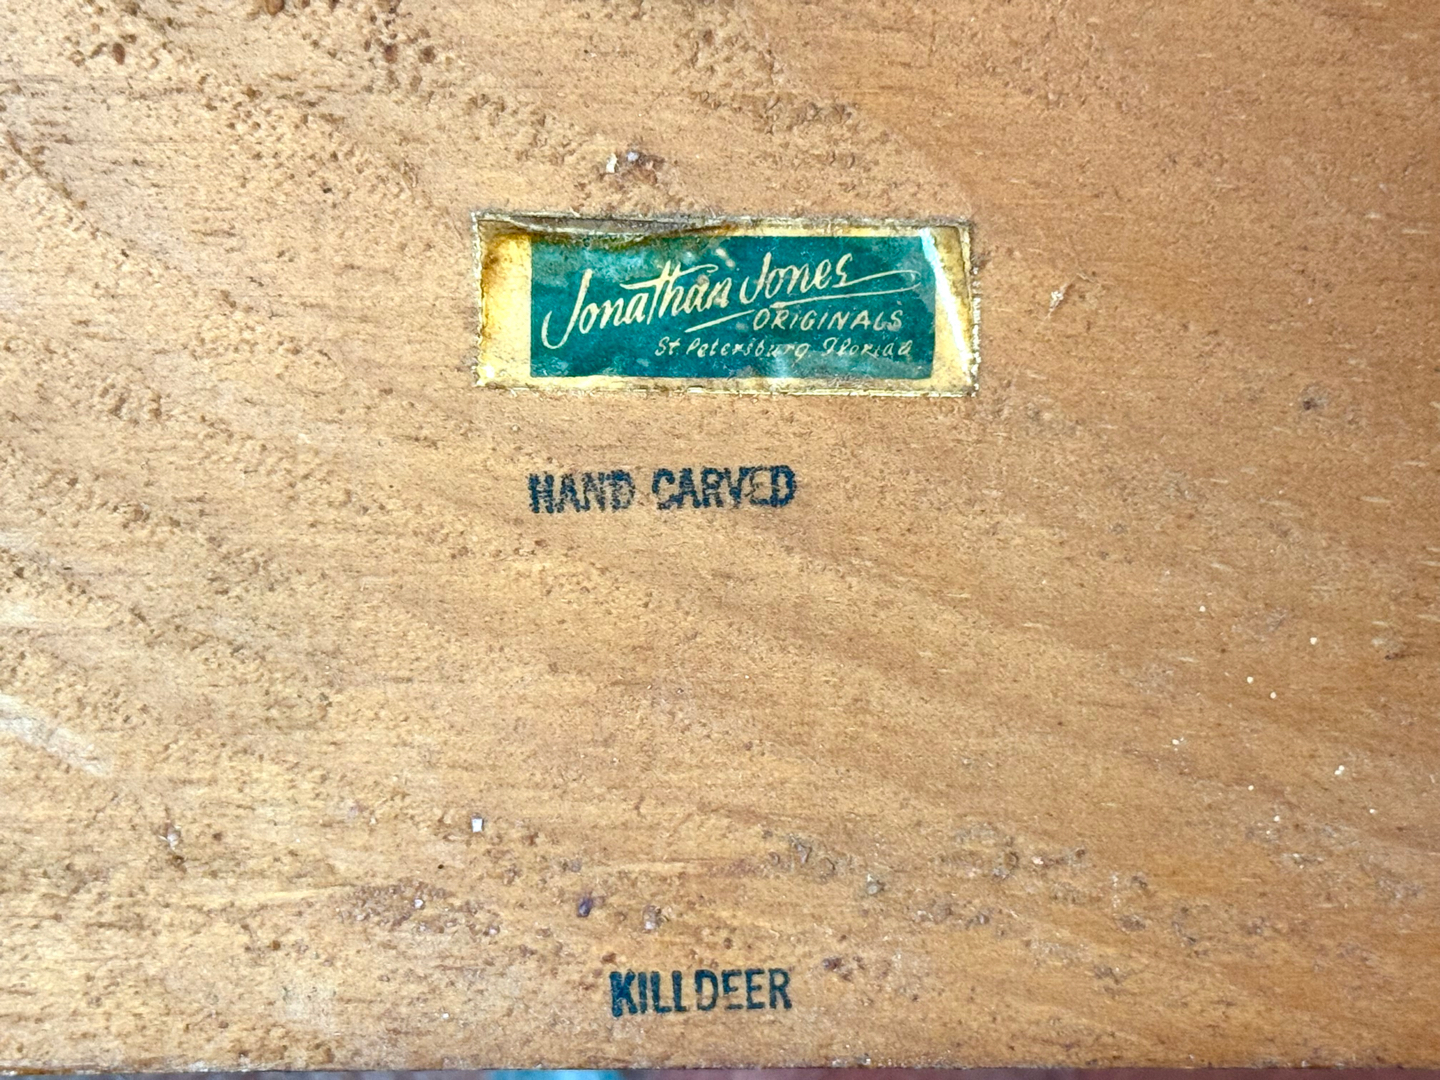 Jonathan Jones
ORIGINALS
St. Petersburg, Florida
HAND CARVED
KILLDEER